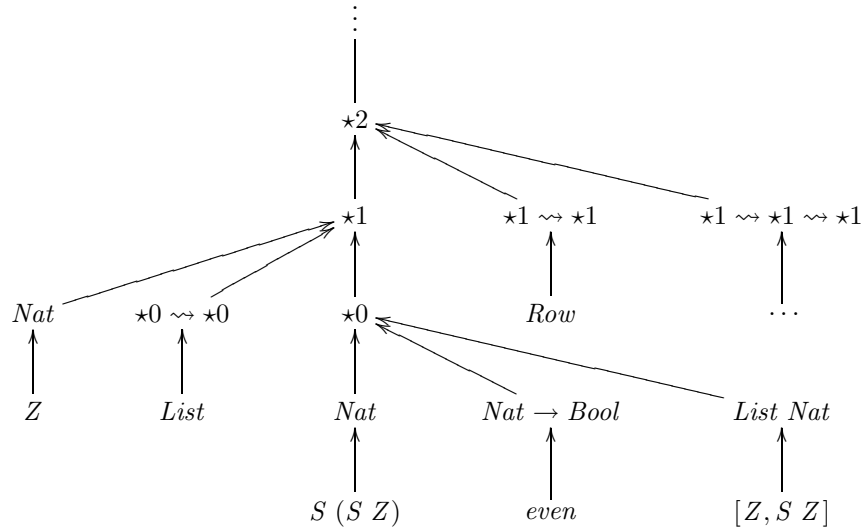 ⋮
⋆2
⋆1 ⋆1 ⇝ ⋆1 ⋆1 ⇝ ⋆1 ⇝ ⋆1
Nat ⋆0 ⇝ ⋆0 ⋆0 Row ⋯
Z List Nat Nat → Bool List Nat
S (S Z) even [Z, S Z]